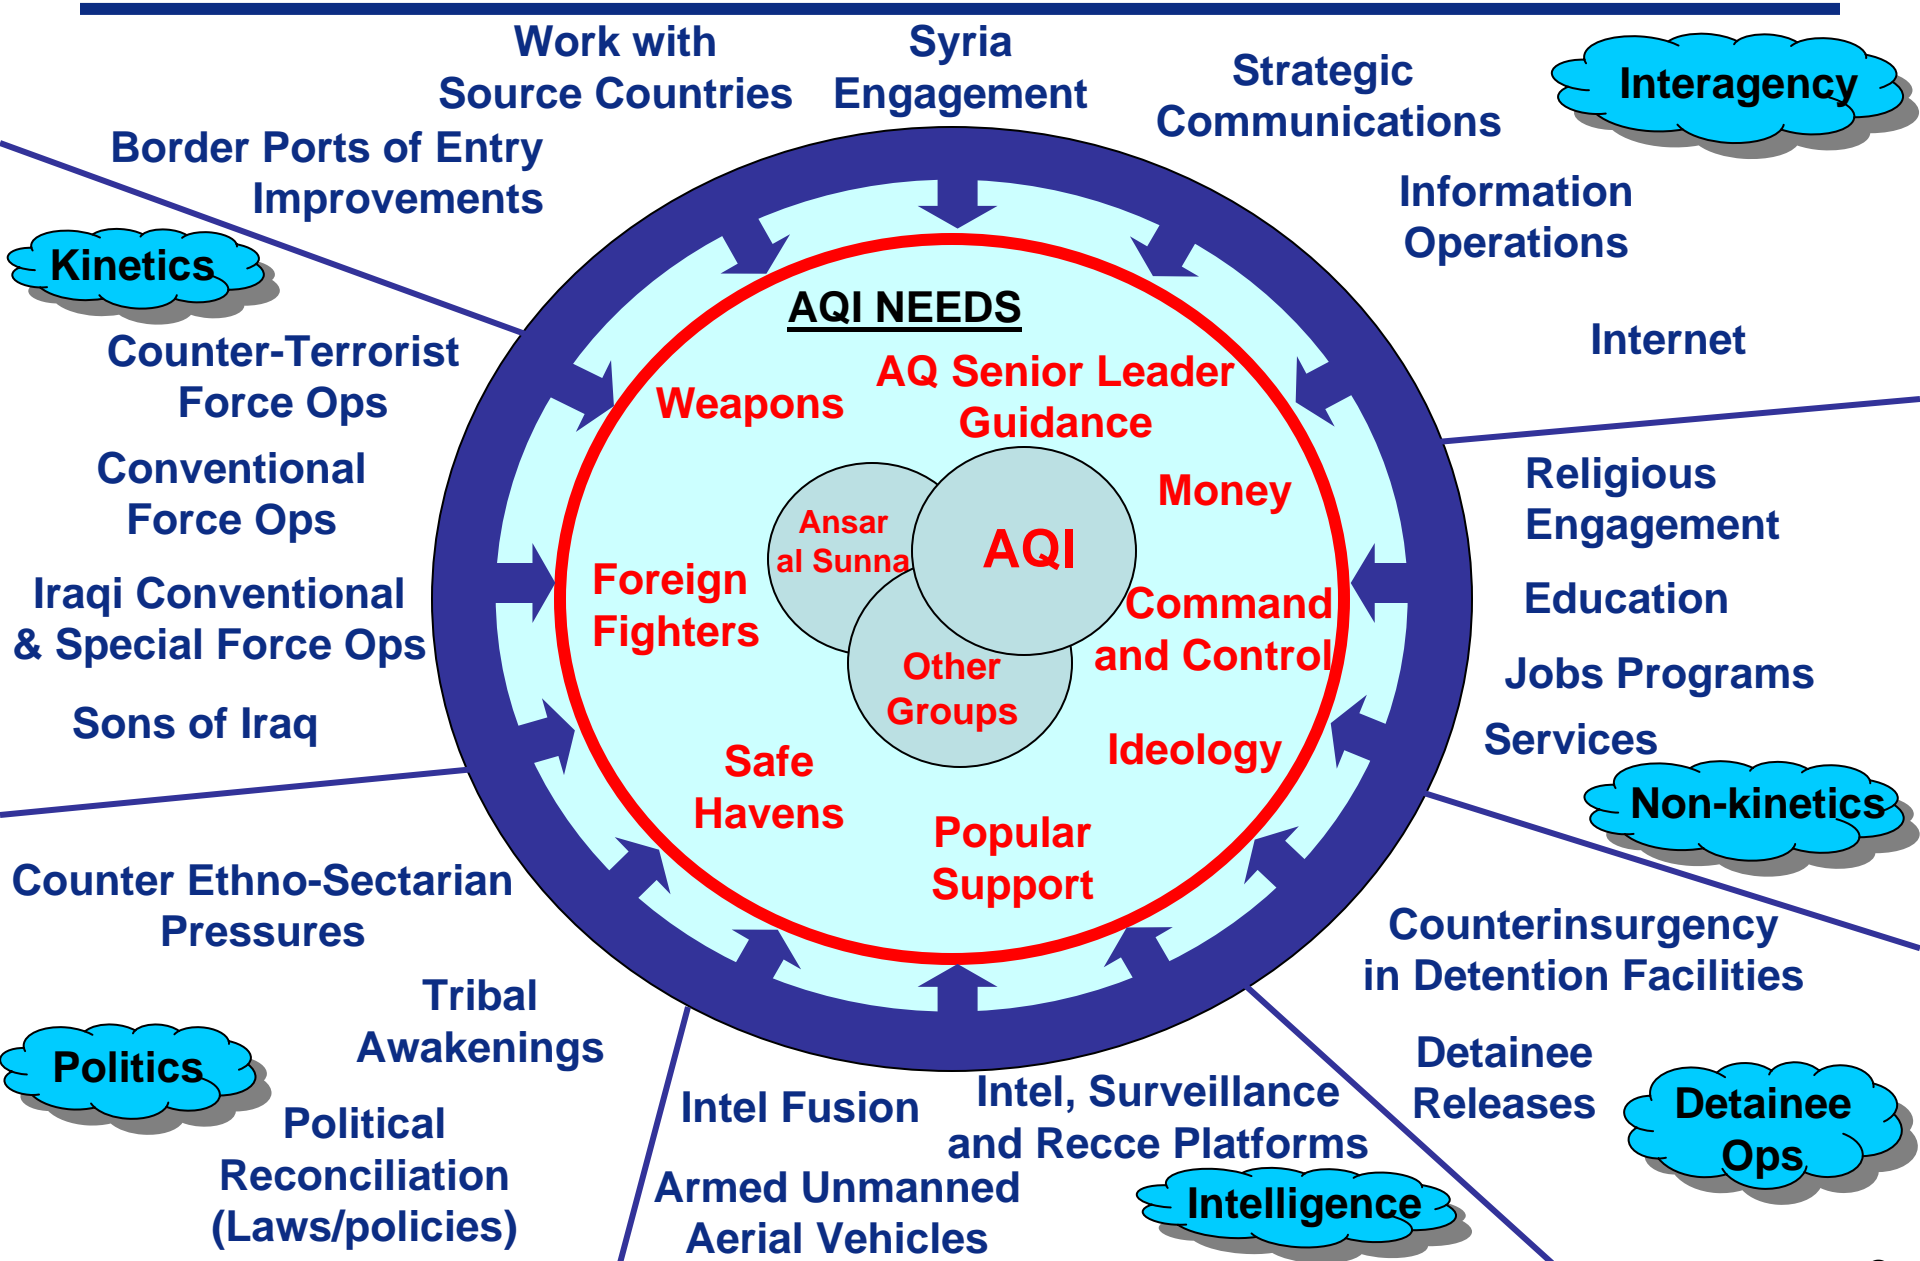 Work with
Source Countries
Syria
Engagement
Strategic
Communications
Interagency
Border Ports of Entry
Improvements
Information
Operations
Internet
Kinetics
Counter-Terrorist
Force Ops
Conventional
Force Ops
Iraqi Conventional
& Special Force Ops
Sons of Iraq
AQI NEEDS
Weapons
AQ Senior Leader
Guidance
Money
Ansar
al Sunna
AQI
Foreign
Fighters
Command
and Control
Other
Groups
Ideology
Safe
Havens
Popular
Support
Religious
Engagement
Education
Jobs Programs
Services
Non-kinetics
Counter Ethno-Sectarian
Pressures
Tribal
Awakenings
Politics
Political
Reconciliation
(Laws/policies)
Intel Fusion
Intel, Surveillance
and Recce Platforms
Armed Unmanned
Aerial Vehicles
Intelligence
Counterinsurgency
in Detention Facilities
Detainee
Releases
Detainee
Ops